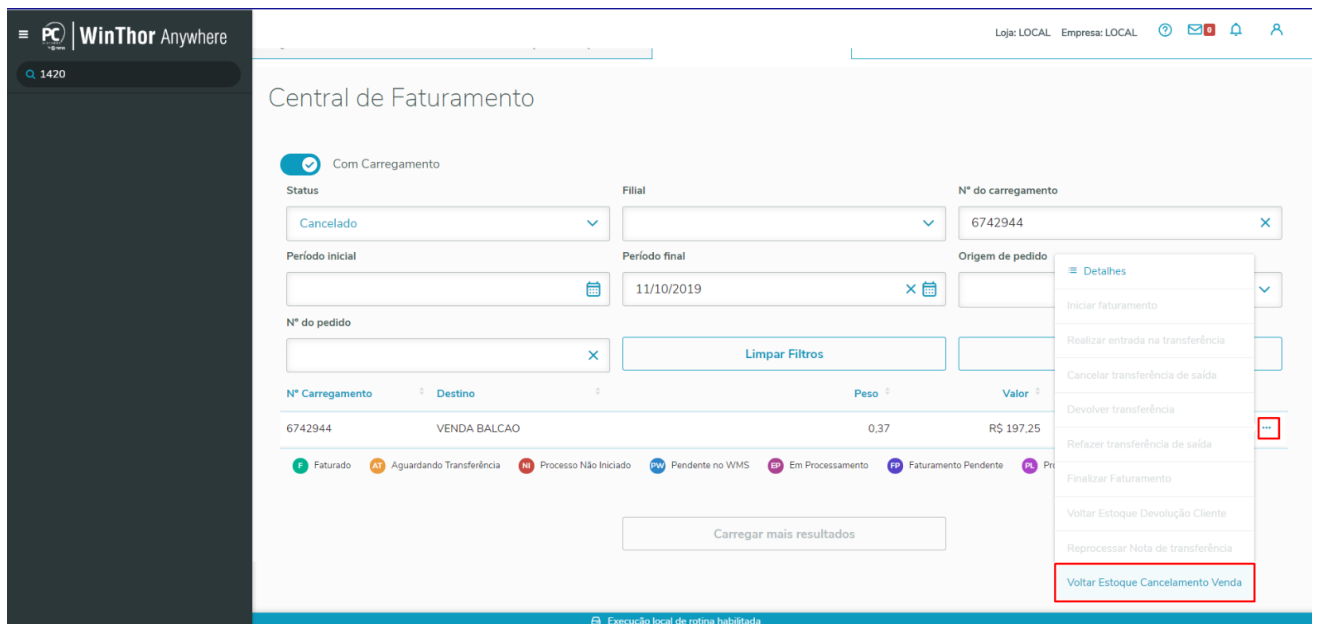 PC WinThor Anywhere
Loja: LOCAL Empresa: LOCAL
0
1420
Central de Faturamento
Com Carregamento
Status Filial N° do carregamento
Cancelado 6742944
Período inicial Período final Origem de pedido
Detalhes
11/10/2019
Iniciar faturamento
N° do pedido
Realizar entrada na transferência
Limpar Filtros
Cancelar transferência de saída
N° Carregamento Destino Peso Valor
Devolver transferência
6742944 VENDA BALCAO 0,37 R$ 197,25 ...
Refazer transferência de saída
F Faturado AT Aguardando Transferência NI Processo Não Iniciado PW Pendente no WMS EP Em Processamento FP Faturamento Pendente PL
Finalizar Faturamento
Voltar Estoque Devolução Cliente
Carregar mais resultados
Reprocessar Nota de transferência
Voltar Estoque Cancelamento Venda
Execução local de rotina habilitada